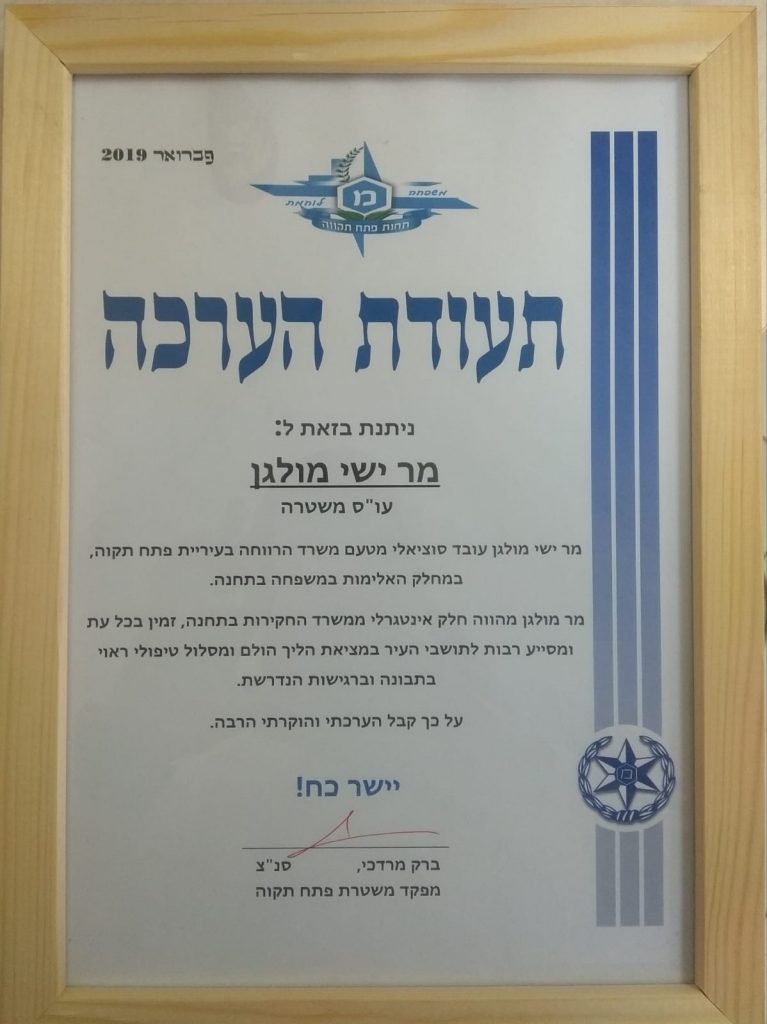 פברואר 2019
משפחה
לוחמת
מ
תחנת פתח תקווה
תעודת הערכה
ניתנת בזאת ל:
מר ישי מולגן
עו"ס משטרה
מר ישי מולגן עובד סוציאלי מטעם משרד הרווחה בעיריית פתח תקוה,
במחלק האלימות במשפחה בתחנה.
מר מולגן מהווה חלק אינטגרלי ממשרד החקירות בתחנה, זמין בכל עת
ומסייע רבות לתושבי העיר במציאת הליך הולם ומסלול טיפולי ראוי
בתבונה וברגישות הנדרשת.
על כך קבל הערכתי והוקרתי הרבה.
יישר כח!
ברק מרדכי, סנ"צ
מפקד משטרת פתח תקוה
מ